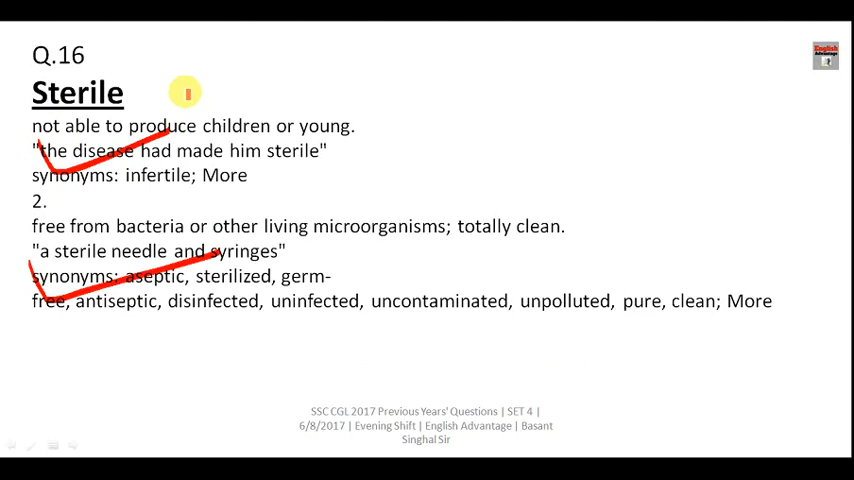 Q.16
English
Advantage
Sterile
not able to produce children or young.
"the disease had made him sterile"
synonyms: infertile; More
2.
free from bacteria or other living microorganisms; totally clean.
"a sterile needle and syringes"
synonyms: aseptic, sterilized, germ-
free, antiseptic, disinfected, uninfected, uncontaminated, unpolluted, pure, clean; More
SSC CGL 2017 Previous Years' Questions | SET 4 |
6/8/2017 | Evening Shift | English Advantage | Basant
Singhal Sir